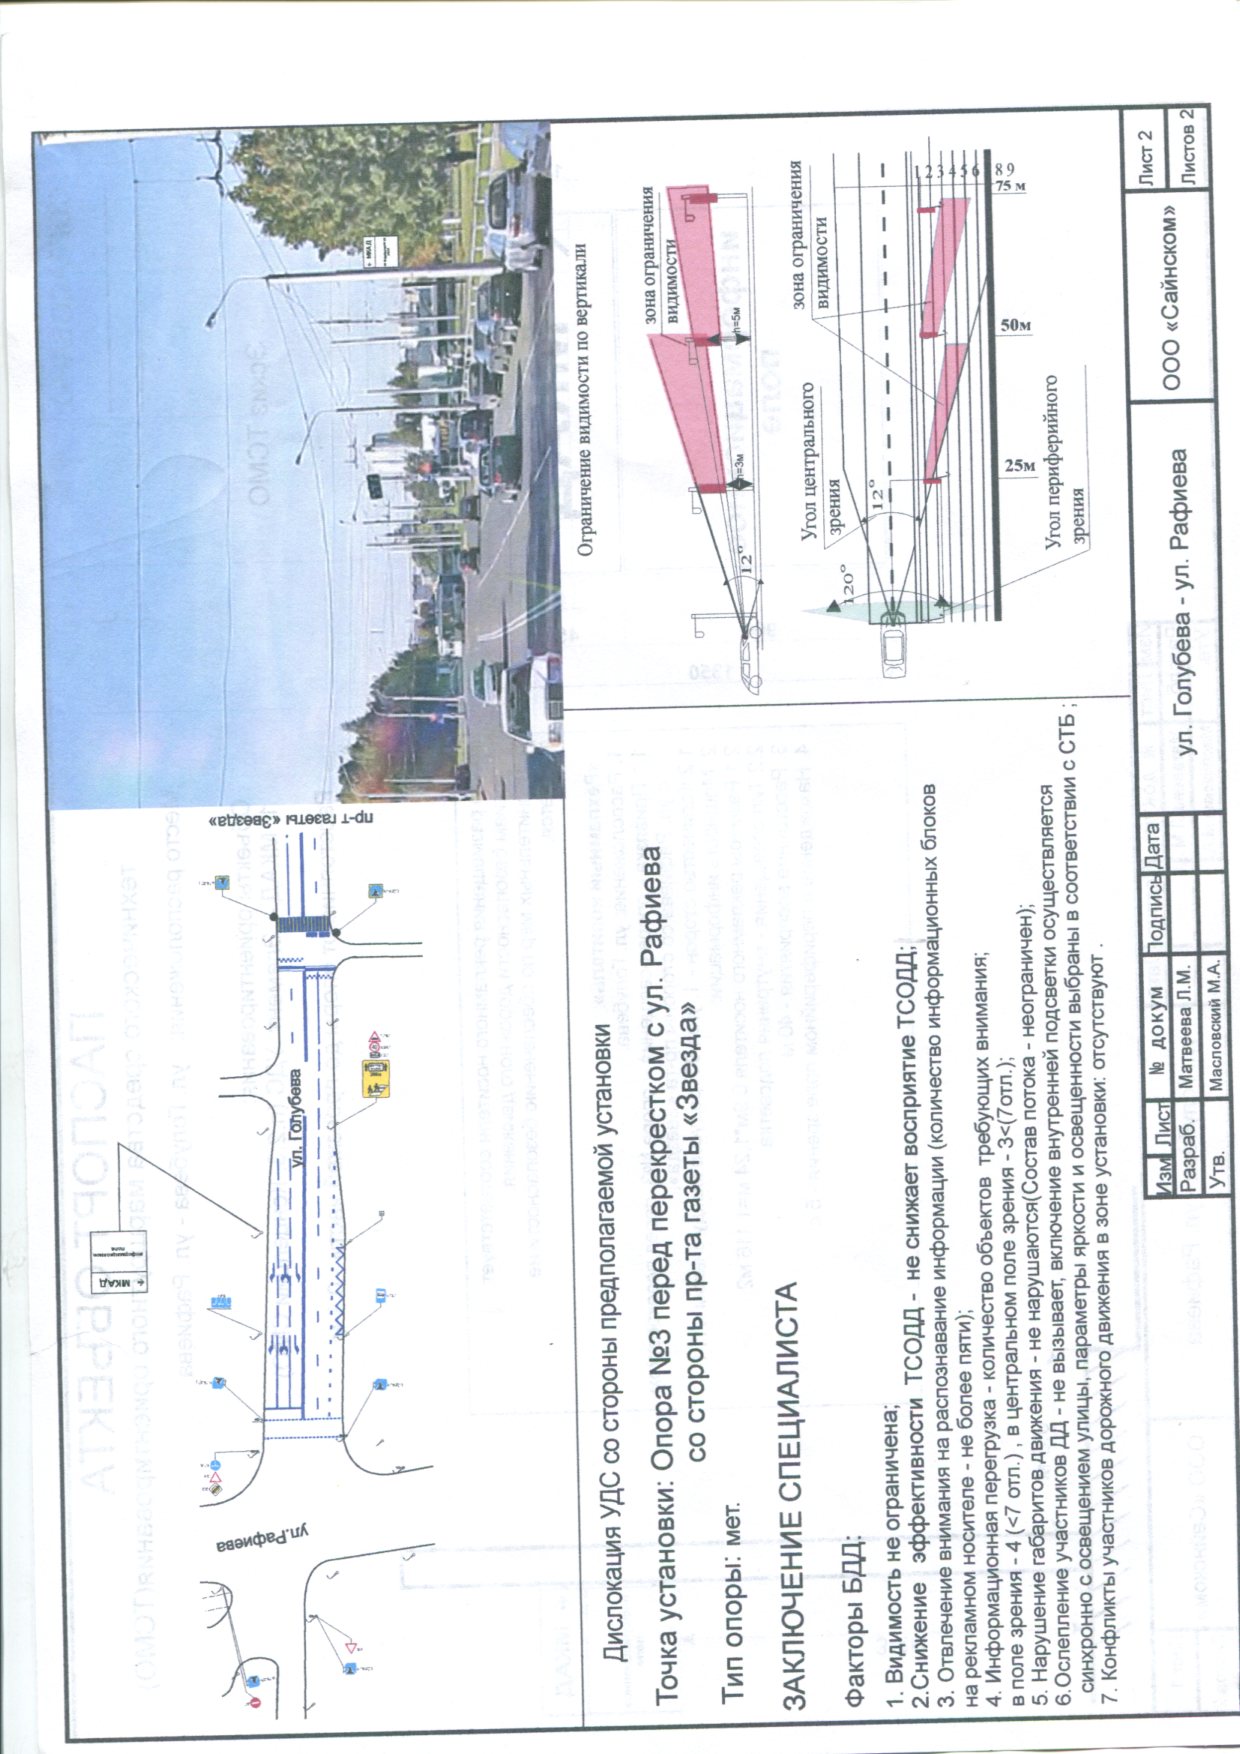 пр-т газеты «Звезда»
← МКАД
информационное
поле
ул. Голубева
ул.Рафиева
← МКАД
Дислокация УДС со стороны предполагаемой установки
Точка установки: Опора №3 перед перекрестком с ул. Рафиева
со стороны пр-та газеты «Звезда»
Тип опоры: мет.
ЗАКЛЮЧЕНИЕ СПЕЦИАЛИСТА
Факторы БДД:
1. Видимость не ограничена;
2.Снижение эффективности ТСОДД - не снижает восприятие ТСОДД;
3. Отвлечение внимания на распознавание информации (количество информационных блоков
на рекламном носителе - не более пяти);
4. Информационная перегрузка - количество объектов требующих внимания;
в поле зрения - 4 (<7 отл.) , в центральном поле зрения - 3<(7отл.);
5. Нарушение габаритов движения - не нарушаются(Состав потока - неограничен);
6.Ослепление участников ДД - не вызывает, включение внутренней подсветки осуществляется
синхронно с освещением улицы, параметры яркости и освещенности выбраны в соответствии с СТБ ;
7. Конфликты участников дорожного движения в зоне установки: отсутствуют .
Ограничение видимости по вертикали
зона ограничения
видимости
h=3м
h=5м
12°
Угол центрального
зрения
зона ограничения
видимости
120°
12°
1 2 3 4 5 6 8 9
25м
50м
75 м
Угол периферийного
зрения
Изм Лист № докум Подпись Дата
Разраб. Матвеева Л.М.
Утв. Масловский М.А.
ул. Голубева - ул. Рафиева
ООО «Сайнском»
Лист 2
Листов 2